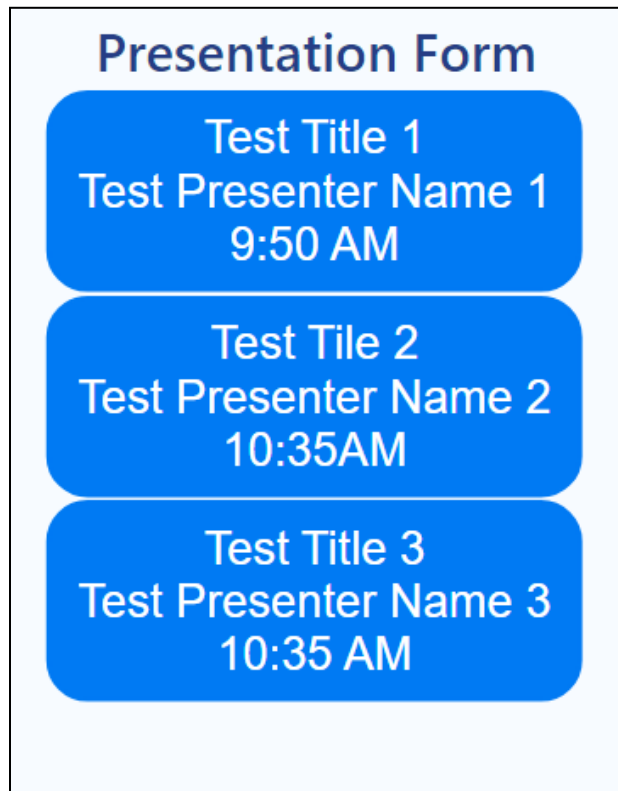 Presentation Form
Test Title 1
Test Presenter Name 1
9:50 AM
Test Tile 2
Test Presenter Name 2
10:35AM
Test Title 3
Test Presenter Name 3
10:35 AM